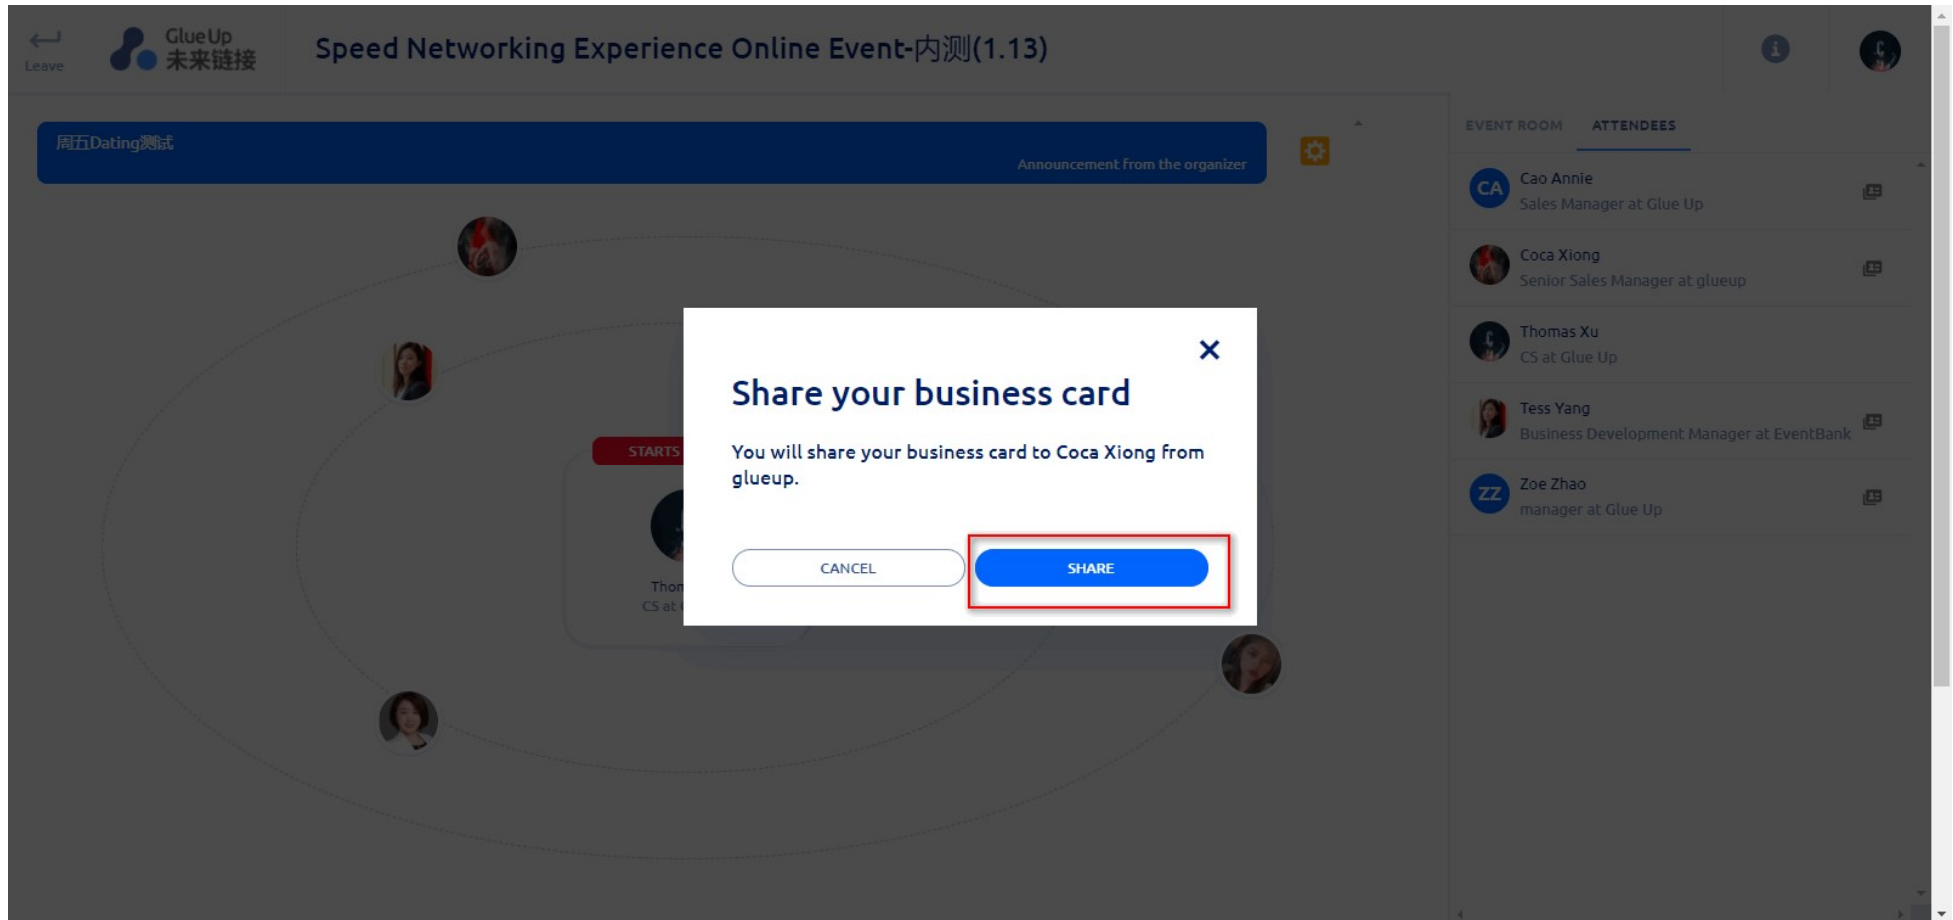 Leave
GlueUp
未来链接
Speed Networking Experience Online Event-内测(1.13)
周五Dating测试
Announcement from the organizer
EVENT ROOM
ATTENDEES
CA
Cao Annie
Sales Manager at Glue Up
Coca Xiong
Senior Sales Manager at glueup
Thomas Xu
CS at Glue Up
Tess Yang
Business Development Manager at EventBank
ZZ
Zoe Zhao
manager at Glue Up
STARTS
CS at
Share your business card
You will share your business card to Coca Xiong from
glueup.
CANCEL
SHARE